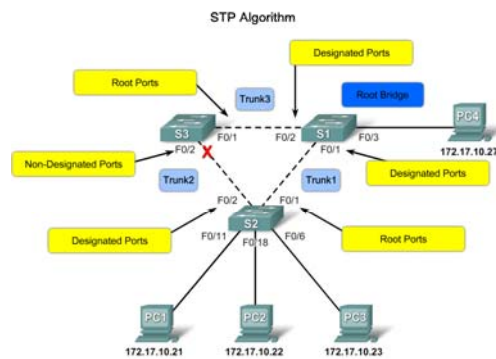 STP Algorithm
Designated Ports
Root Ports
Trunk3
Root Bridge
S3
F0/1
F0/2
S1
F0/3
PC4
F0/2
F0/1
172.17.10.27
Non-Designated Ports
Trunk2
Trunk1
Designated Ports
F0/2
F0/1
Designated Ports
S2
Root Ports
F0/11
F0/18
F0/6
PC1
PC2
PC3
172.17.10.21
172.17.10.22
172.17.10.23